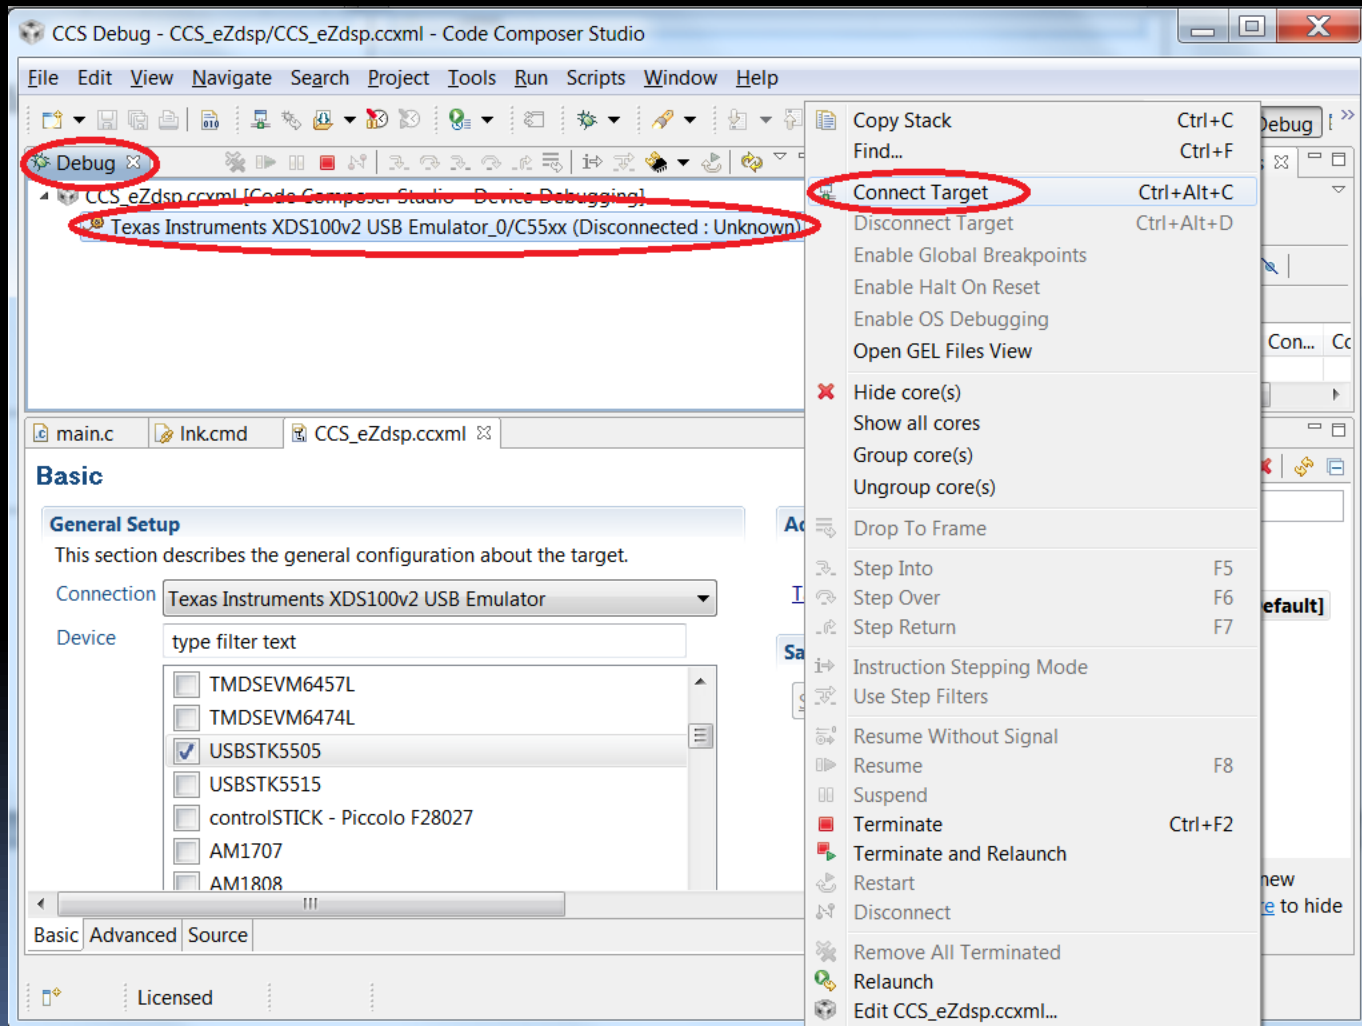 CCS Debug - CCS_eZdsp/CCS_eZdsp.ccxml - Code Composer Studio
File Edit View Navigate Search Project Tools Run Scripts Window Help
Debug
Debug
CCS_eZdsp.ccxml [Code Composer Studio - Device Debugging]
Texas Instruments XDS100v2 USB Emulator_0/C55xx (Disconnected : Unknown)
Copy Stack Ctrl+C
Find... Ctrl+F
Connect Target Ctrl+Alt+C
Disconnect Target Ctrl+Alt+D
Enable Global Breakpoints
Enable Halt On Reset
Enable OS Debugging
Open GEL Files View
Hide core(s)
Show all cores
Group core(s)
Ungroup core(s)
Drop To Frame
Step Into F5
Step Over F6
Step Return F7
Instruction Stepping Mode
Use Step Filters
Resume Without Signal
Resume F8
Suspend
Terminate Ctrl+F2
Terminate and Relaunch
Restart
Disconnect
Remove All Terminated
Relaunch
Edit CCS_eZdsp.ccxml...
Con...
main.c lnk.cmd CCS_eZdsp.ccxml
Basic
General Setup
This section describes the general configuration about the target.
Connection Texas Instruments XDS100v2 USB Emulator
Device type filter text
TMDSEVM6457L
TMDSEVM6474L
USBSTK5505
USBSTK5515
controlSTICK - Piccolo F28027
AM1707
AM1808
efault]
new
e to hide
Basic Advanced Source
Licensed